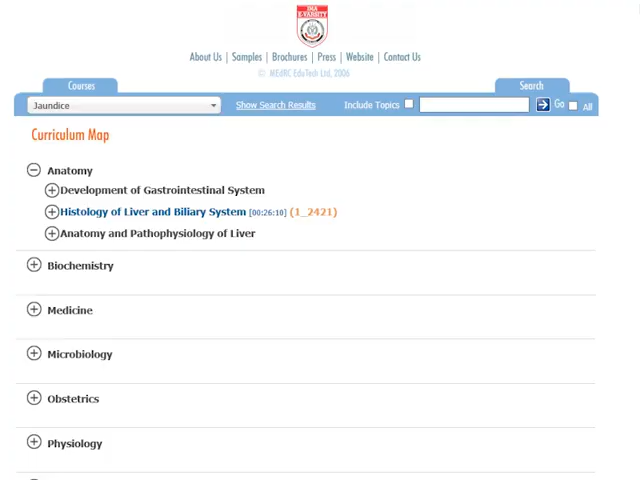 DSA
E-VARSITY
About Us | Samples | Brochures | Press | Website | Contact Us
© MEdRC EduTech Ltd, 2006
Courses
Search
Jaundice
Show Search Results
Include Topics
Go
All
Curriculum Map
Anatomy
Development of Gastrointestinal System
Histology of Liver and Biliary System [00:26:10] (1_2421)
Anatomy and Pathophysiology of Liver
Biochemistry
Medicine
Microbiology
Obstetrics
Physiology